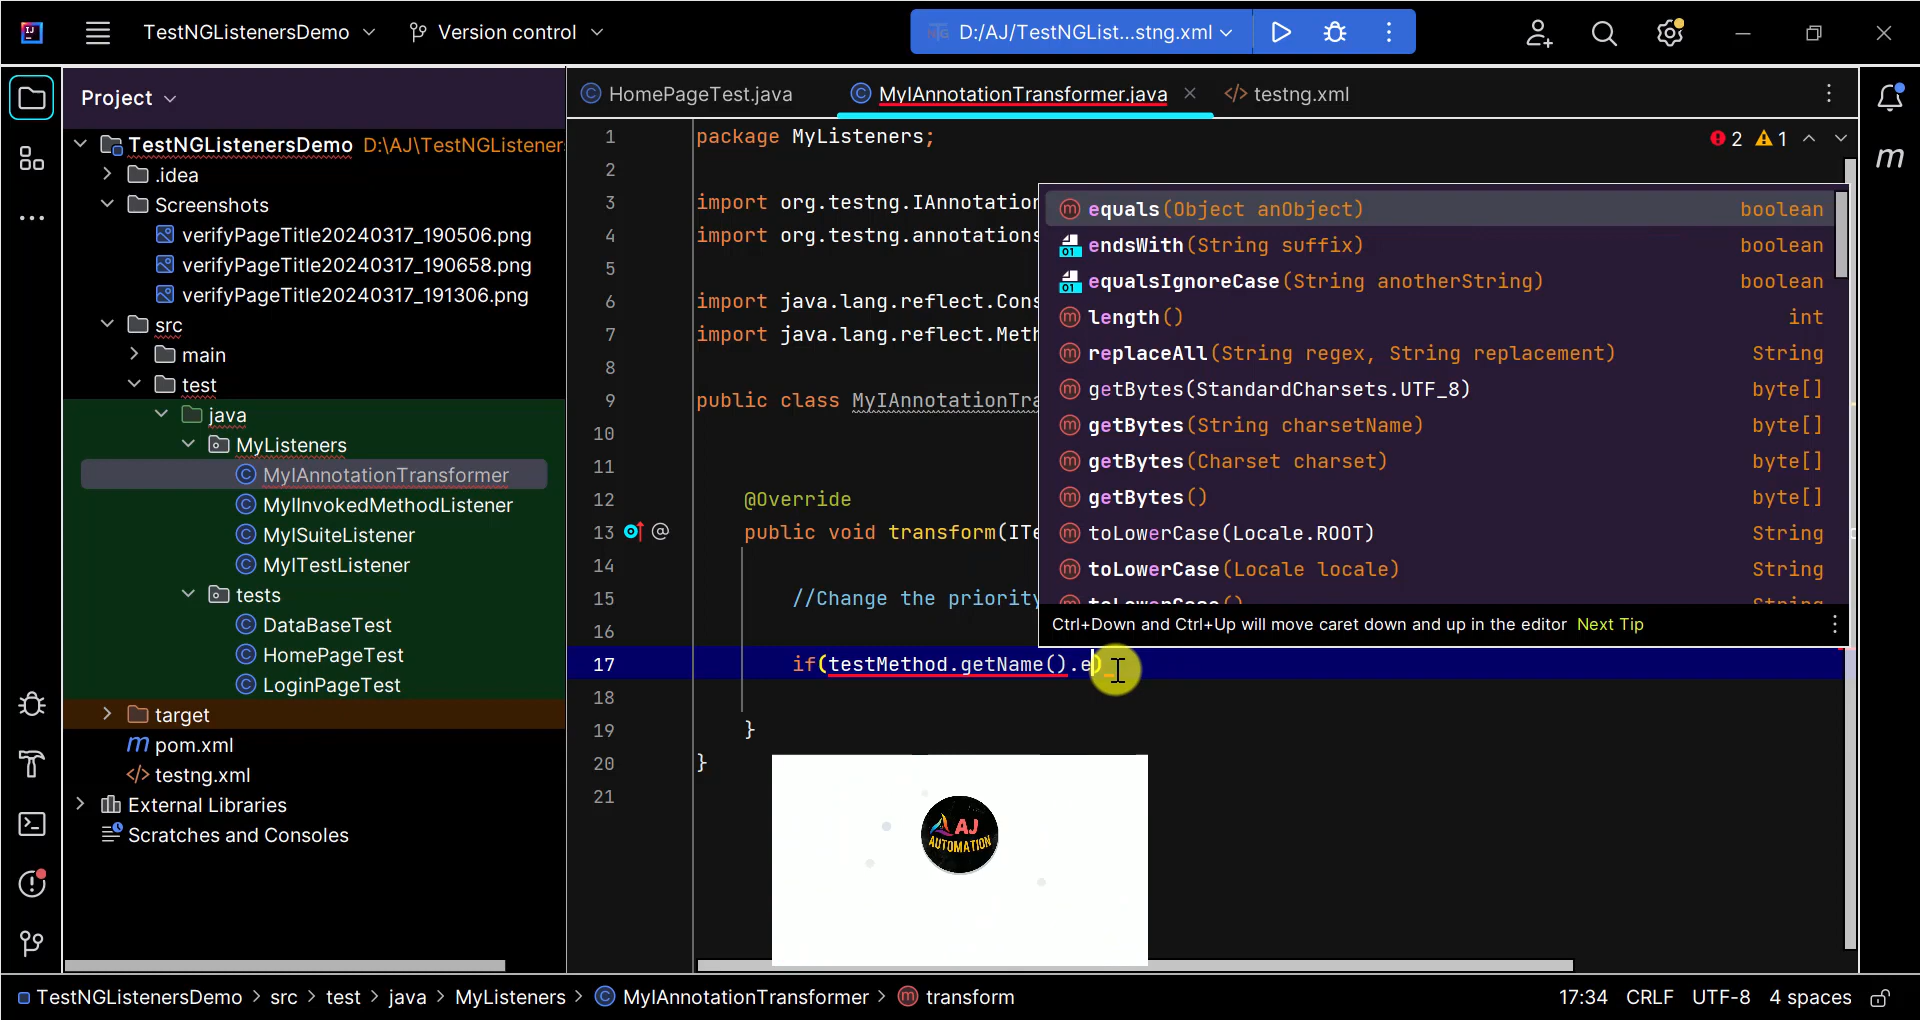 TestNGListenersDemo
Version control
D:/AJ/TestNGList...stng.xml
Project
HomePageTest.java
MyIAnnotationTransformer.java
testng.xml
TestNGListenersDemo D:\AJ\TestNGListener
.idea
Screenshots
verifyPageTitle20240317_190506.png
verifyPageTitle20240317_190658.png
verifyPageTitle20240317_191306.png
src
main
test
java
MyListeners
MyIAnnotationTransformer
MyIInvokedMethodListener
MyISuiteListener
MyITestListener
tests
DataBaseTest
HomePageTest
LoginPageTest
target
pom.xml
testng.xml
External Libraries
Scratches and Consoles
2 1
1 package MyListeners;
2
3 import org.testng.IAnnotation
4 import org.testng.annotations
5
6 import java.lang.reflect.Cons
7 import java.lang.reflect.Meth
8
9 public class MyIAnnotationTra
10
11
12 @Override
13 public void transform(ITe
14
15 //Change the priority
16
17 if(testMethod.getName().e)
18
19 }
20 }
21
equals(Object anObject) boolean
endsWith(String suffix) boolean
equalsIgnoreCase(String anotherString) boolean
length() int
replaceAll(String regex, String replacement) String
getBytes(StandardCharsets.UTF_8) byte[]
getBytes(String charsetName) byte[]
getBytes(Charset charset) byte[]
getBytes() byte[]
toLowerCase(Locale.ROOT) String
toLowerCase(Locale locale) String
toLowerCase() String
Ctrl+Down and Ctrl+Up will move caret down and up in the editor Next Tip
AJ
AUTOMATION
TestNGListenersDemo > src > test > java > MyListeners > MyIAnnotationTransformer > transform
17:34 CRLF UTF-8 4 spaces